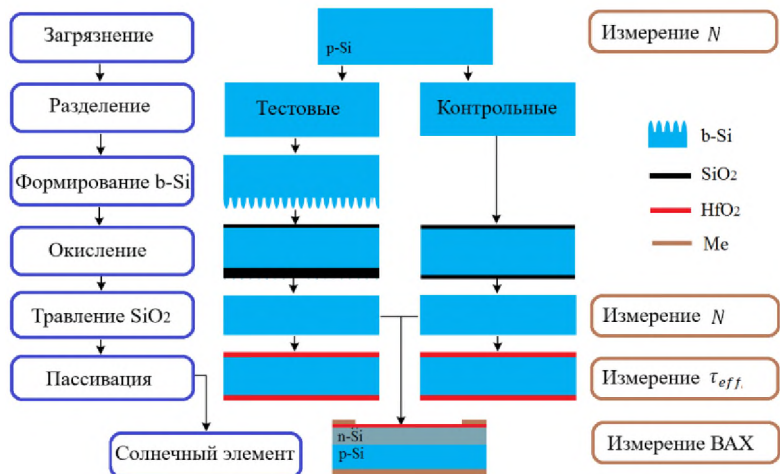 Загрязнение
p-Si
Измерение N
Разделение
Тестовые
Контрольные
b-Si
Формирование b-Si
SiO2
HfO2
Окисление
Me
Травление SiO2
Измерение N
Пассивация
Измерение τeff.
n-Si
Солнечный элемент
p-Si
Измерение ВАХ